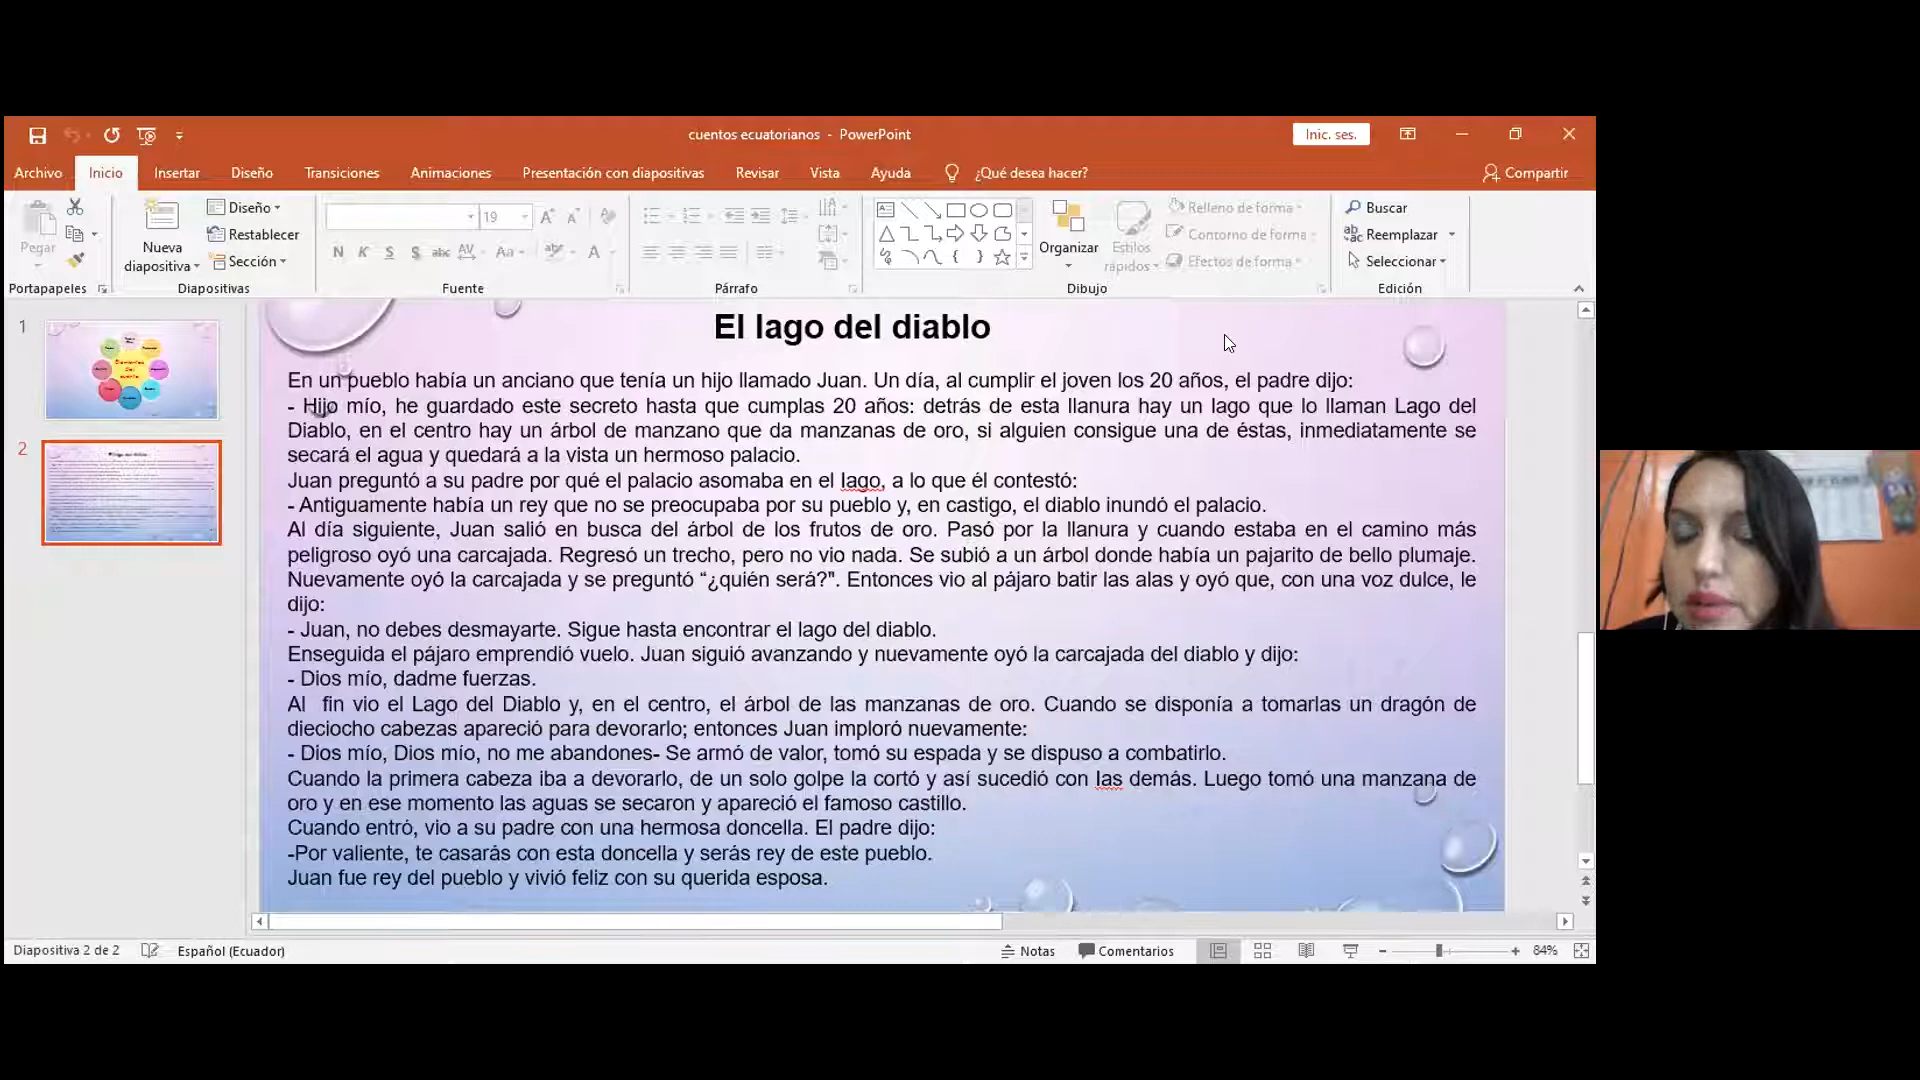 cuentos ecuatorianos - PowerPoint
Inic. ses.
Archivo Inicio Insertar Diseño Transiciones Animaciones Presentación con diapositivas Revisar Vista Ayuda ¿Qué desea hacer? Compartir
Pegar
Nueva diapositiva
Diseño
Restablecer
Sección
19
N K S S abc AV Aa A
Organizar
Estilos rápidos
Relleno de forma
Contorno de forma
Efectos de forma
Buscar
Reemplazar
Seleccionar
Portapapeles Diapositivas Fuente Párrafo Dibujo Edición
1
2
El lago del diablo
En un pueblo había un anciano que tenía un hijo llamado Juan. Un día, al cumplir el joven los 20 años, el padre dijo:
- Hijo mío, he guardado este secreto hasta que cumplas 20 años: detrás de esta llanura hay un lago que lo llaman Lago del
Diablo, en el centro hay un árbol de manzano que da manzanas de oro, si alguien consigue una de éstas, inmediatamente se
secará el agua y quedará a la vista un hermoso palacio.
Juan preguntó a su padre por qué el palacio asomaba en el lago, a lo que él contestó:
- Antiguamente había un rey que no se preocupaba por su pueblo y, en castigo, el diablo inundó el palacio.
Al día siguiente, Juan salió en busca del árbol de los frutos de oro. Pasó por la llanura y cuando estaba en el camino más
peligroso oyó una carcajada. Regresó un trecho, pero no vio nada. Se subió a un árbol donde había un pajarito de bello plumaje.
Nuevamente oyó la carcajada y se preguntó “¿quién será?". Entonces vio al pájaro batir las alas y oyó que, con una voz dulce, le
dijo:
- Juan, no debes desmayarte. Sigue hasta encontrar el lago del diablo.
Enseguida el pájaro emprendió vuelo. Juan siguió avanzando y nuevamente oyó la carcajada del diablo y dijo:
- Dios mío, dadme fuerzas.
Al fin vio el Lago del Diablo y, en el centro, el árbol de las manzanas de oro. Cuando se disponía a tomarlas un dragón de
dieciocho cabezas apareció para devorarlo; entonces Juan imploró nuevamente:
- Dios mío, Dios mío, no me abandones- Se armó de valor, tomó su espada y se dispuso a combatirlo.
Cuando la primera cabeza iba a devorarlo, de un solo golpe la cortó y así sucedió con las demás. Luego tomó una manzana de
oro y en ese momento las aguas se secaron y apareció el famoso castillo.
Cuando entró, vio a su padre con una hermosa doncella. El padre dijo:
-Por valiente, te casarás con esta doncella y serás rey de este pueblo.
Juan fue rey del pueblo y vivió feliz con su querida esposa.
Diapositiva 2 de 2 Español (Ecuador) Notas Comentarios 84%